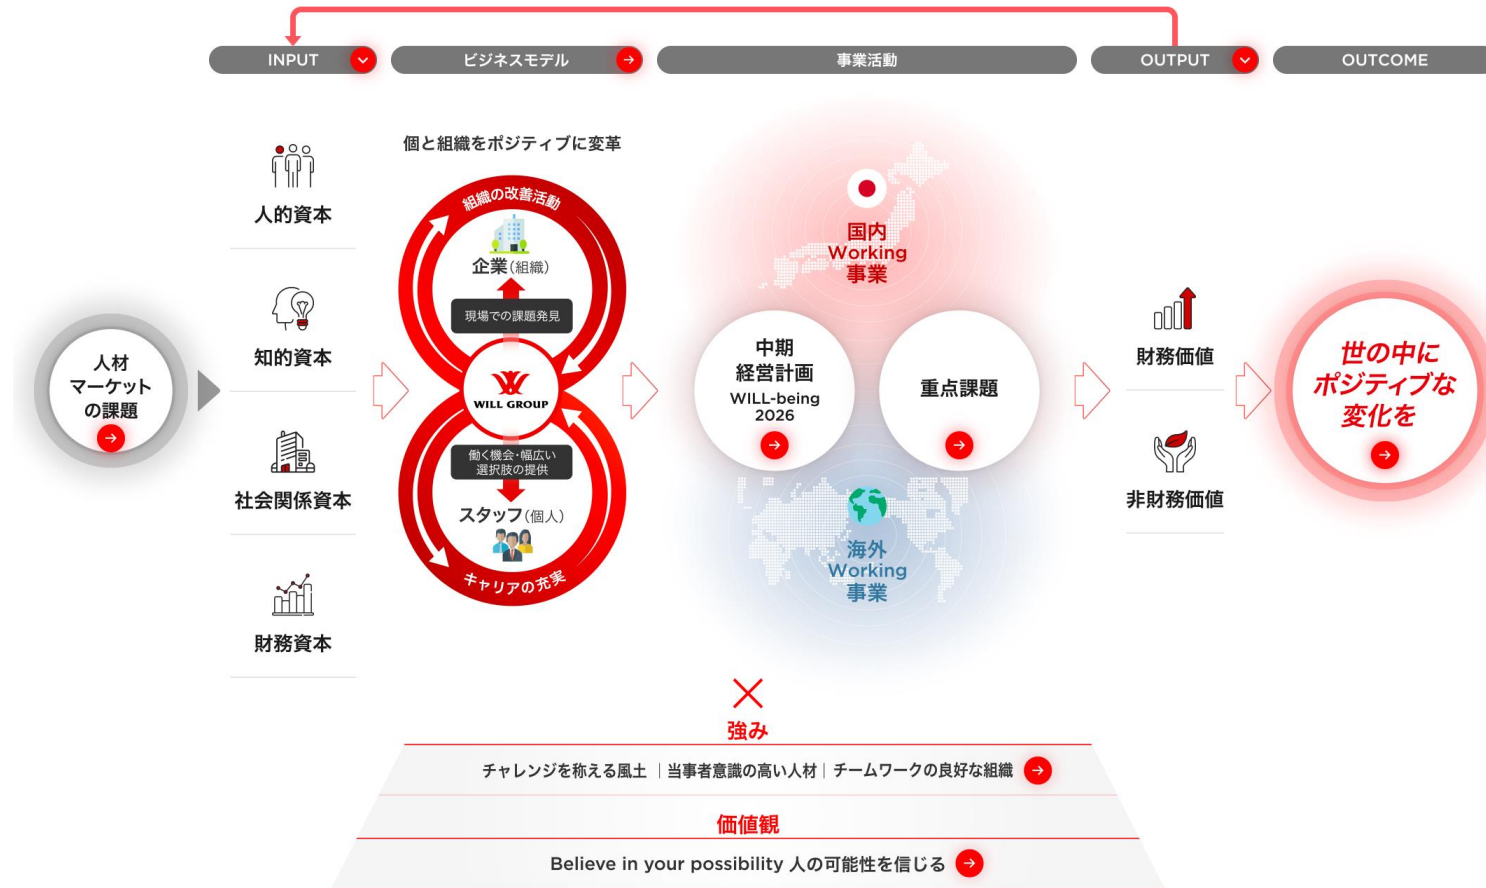 INPUT
ビジネスモデル
事業活動
OUTPUT
OUTCOME
人材
マーケット
の課題
人的資本
知的資本
社会関係資本
財務資本
個と組織をポジティブに変革
組織の改善活動
企業(組織)
現場での課題発見
WILL GROUP
働く機会・幅広い
選択肢の提供
スタッフ(個人)
キャリアの充実
国内
Working
事業
中期
経営計画
WILL-being
2026
重点課題
海外
Working
事業
財務価値
非財務価値
世の中に
ポジティブな
変化を
強み
チャレンジを称える風土 | 当事者意識の高い人材 | チームワークの良好な組織
価値観
Believe in your possibility 人の可能性を信じる